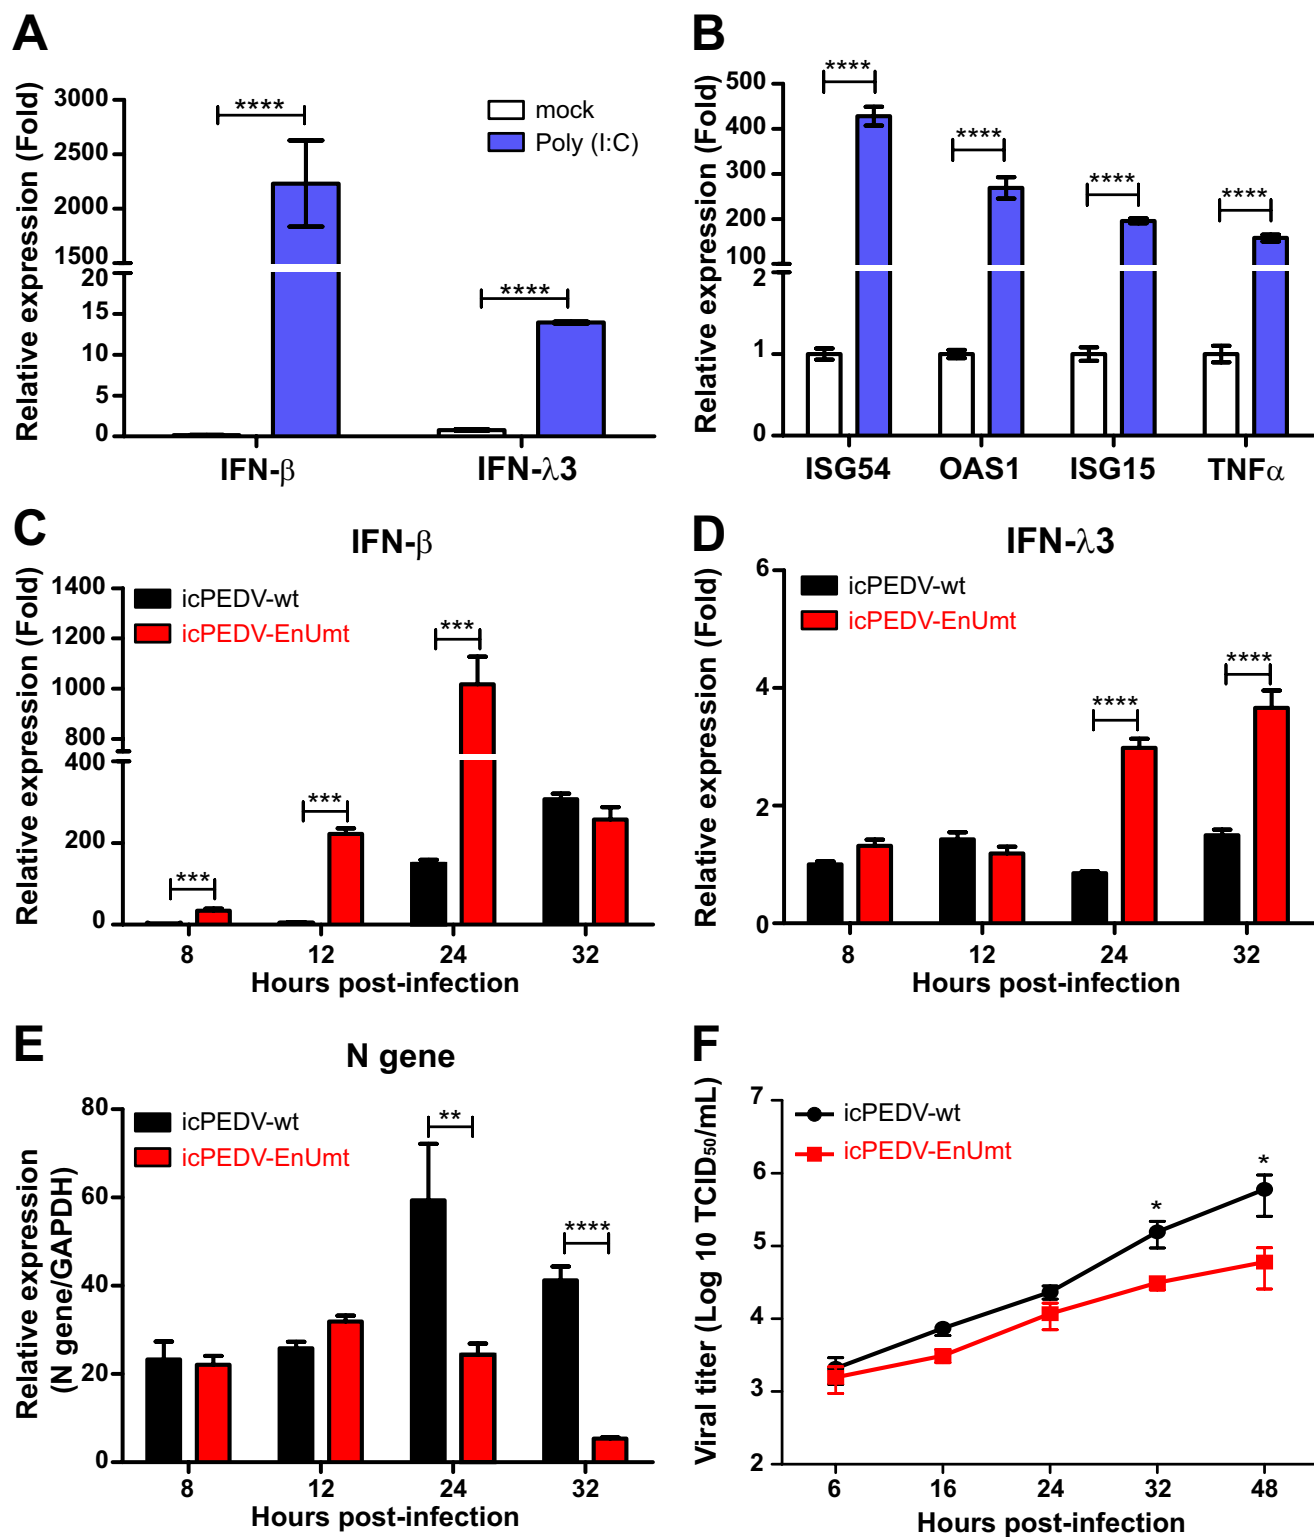 A
Relative expression (Fold)
3000
2500
2000
1500
20
15
10
5
0
****
****
mock
Poly (I:C)
IFN-β
IFN-λ3
B
Relative expression (Fold)
500
400
300
200
100
2
1
0
****
****
****
****
ISG54
OAS1
ISG15
TNFα
C
IFN-β
Relative expression (Fold)
1400
1200
1000
800
400
200
0
icPEDV-wt
icPEDV-EnUmt
***
***
***
8
12
24
32
Hours post-infection
D
IFN-λ3
Relative expression (Fold)
6
4
2
0
icPEDV-wt
icPEDV-EnUmt
****
****
8
12
24
32
Hours post-infection
E
N gene
Relative expression
(N gene/GAPDH)
80
60
40
20
0
icPEDV-wt
icPEDV-EnUmt
**
****
8
12
24
32
Hours post-infection
F
Viral titer (Log 10 TCID₅₀/mL)
7
6
5
4
3
2
icPEDV-wt
icPEDV-EnUmt
*
*
6
16
24
32
48
Hours post-infection